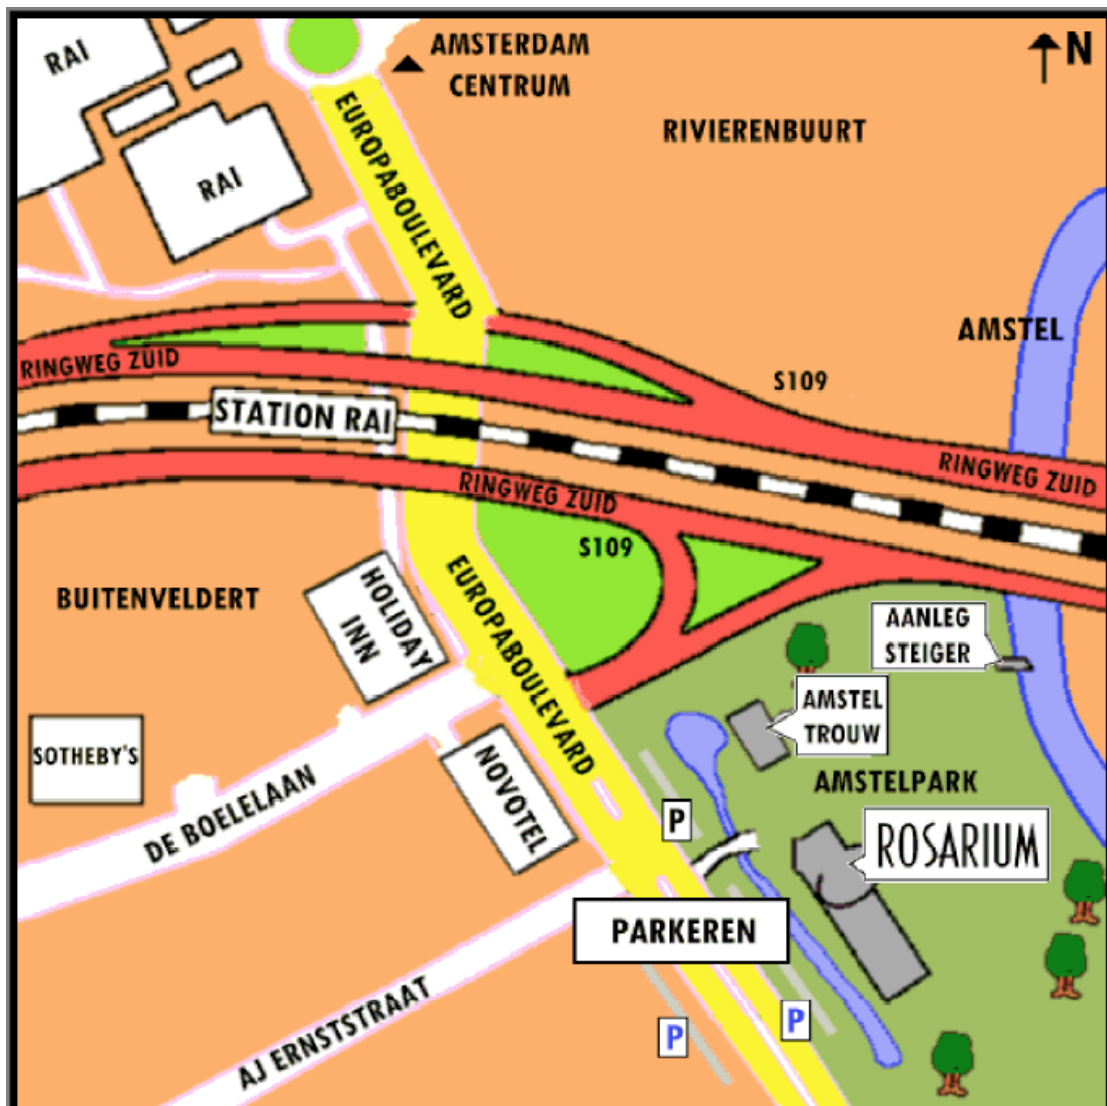 RAI
AMSTERDAM
CENTRUM
N
RIVIERENBUURT
RAI
EUROPABOULEVARD
AMSTEL
RINGWEG ZUID
S109
STATION RAI
RINGWEG ZUID
RINGWEG ZUID
S109
BUITENVELDERT
HOLIDAY
INN
EUROPABOULEVARD
AANLEG
STEIGER
AMSTEL
TROUW
SOTHEBY'S
NOVOTEL
AMSTELPARK
DE BOELELAAN
P
ROSARIUM
PARKEREN
AJ ERNSTSTRAAT
P
P